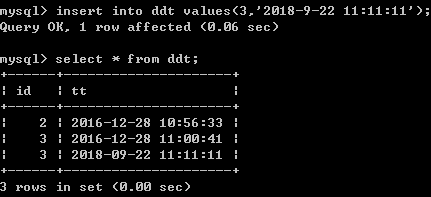 mysql> insert into ddt values(3,'2018-9-22 11:11:11');
Query OK, 1 row affected (0.06 sec)
mysql> select * from ddt;
+------+---------------------+
| id   | tt                  |
+------+---------------------+
|    2 | 2016-12-28 10:56:33 |
|    3 | 2016-12-28 11:00:41 |
|    3 | 2018-09-22 11:11:11 |
+------+---------------------+
3 rows in set (0.00 sec)